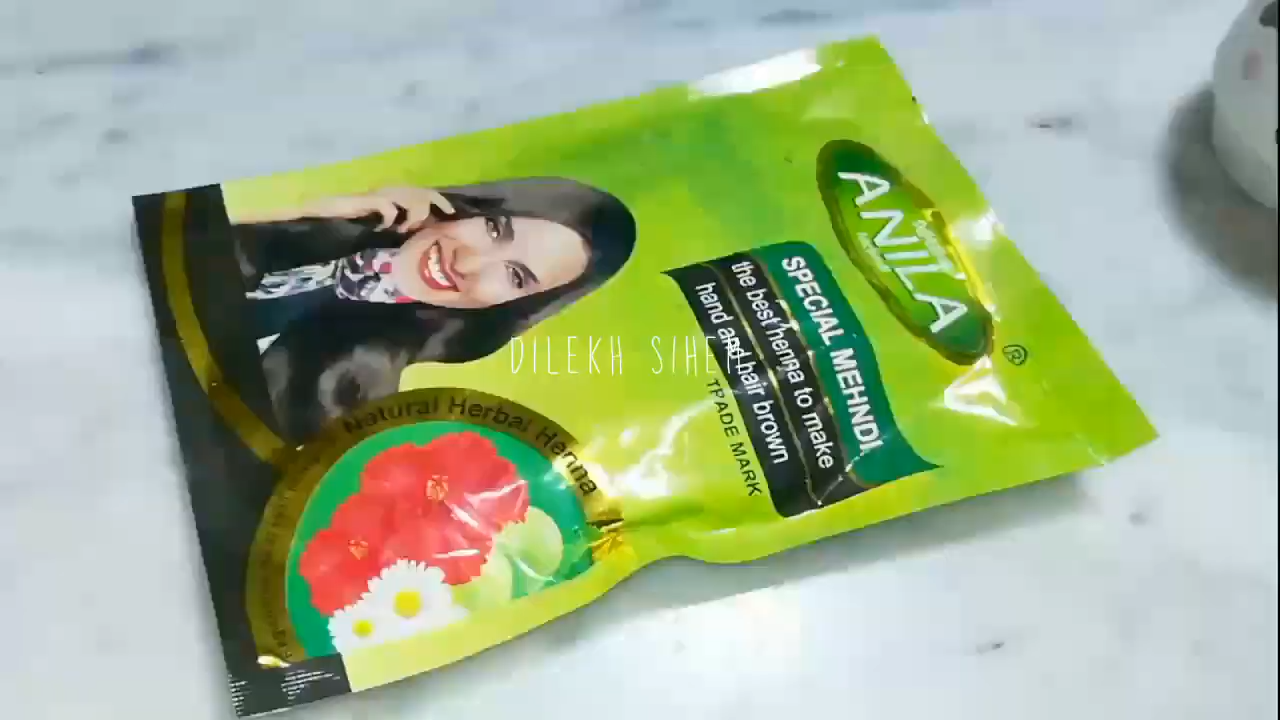 ANILA
®
SPECIAL MEHNDI
the best henna to make
hand and hair brown
TRADE MARK
Natural Herbal Henna
DILEKH SIHER